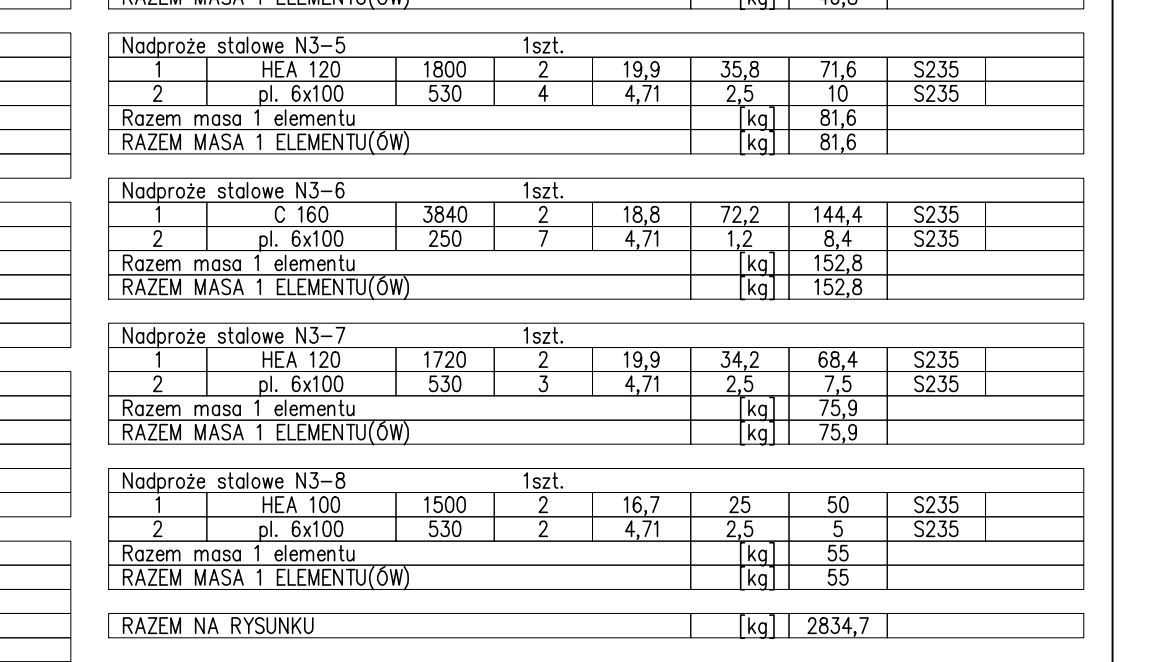 Nadproże stalowe N3-5 1szt.
1 HEA 120 1800 2 19,9 35,8 71,6 S235
2 pl. 6x100 530 4 4,71 2,5 10 S235
Razem masa 1 elementu [kg] 81,6
RAZEM MASA 1 ELEMENTU(ÓW) [kg] 81,6
Nadproże stalowe N3-6 1szt.
1 C 160 3840 2 18,8 72,2 144,4 S235
2 pl. 6x100 250 7 4,71 1,2 8,4 S235
Razem masa 1 elementu [kg] 152,8
RAZEM MASA 1 ELEMENTU(ÓW) [kg] 152,8
Nadproże stalowe N3-7 1szt.
1 HEA 120 1720 2 19,9 34,2 68,4 S235
2 pl. 6x100 530 3 4,71 2,5 7,5 S235
Razem masa 1 elementu [kg] 75,9
RAZEM MASA 1 ELEMENTU(ÓW) [kg] 75,9
Nadproże stalowe N3-8 1szt.
1 HEA 100 1500 2 16,7 25 50 S235
2 pl. 6x100 530 2 4,71 2,5 5 S235
Razem masa 1 elementu [kg] 55
RAZEM MASA 1 ELEMENTU(ÓW) [kg] 55
RAZEM NA RYSUNKU [kg] 2834,7